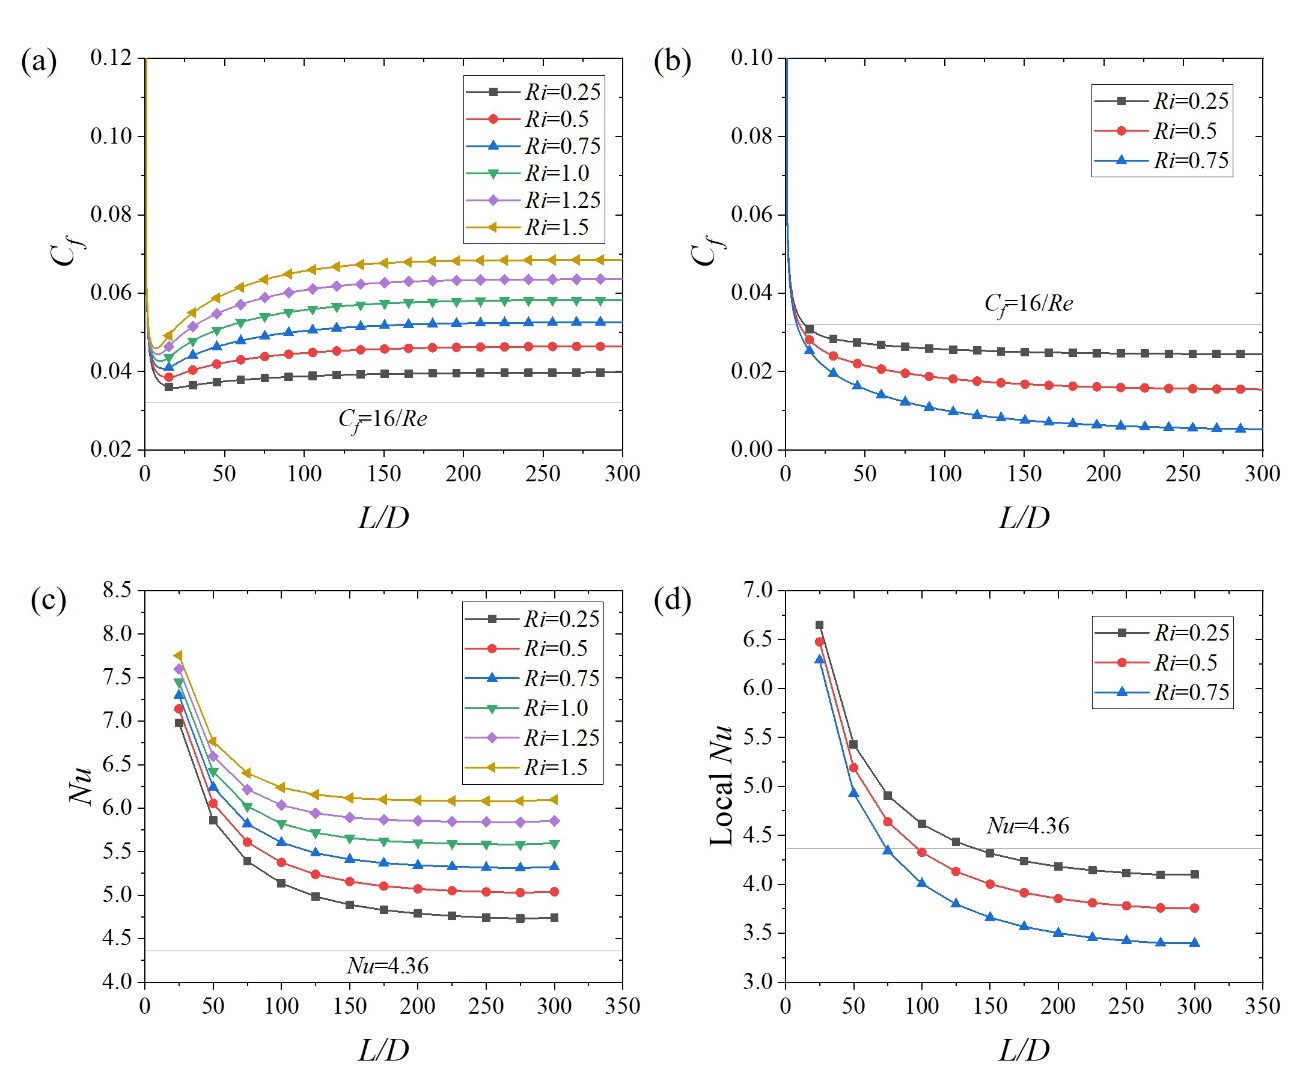 (a)
0.12
0.10
0.08
0.06
0.04
0.02
C_f
Ri=0.25
Ri=0.5
Ri=0.75
Ri=1.0
Ri=1.25
Ri=1.5
C_f=16/Re
0 50 100 150 200 250 300
L/D
(b)
0.10
0.08
0.06
0.04
0.02
0.00
C_f
Ri=0.25
Ri=0.5
Ri=0.75
C_f=16/Re
0 50 100 150 200 250 300
L/D
(c)
8.5
8.0
7.5
7.0
6.5
6.0
5.5
5.0
4.5
4.0
Nu
Ri=0.25
Ri=0.5
Ri=0.75
Ri=1.0
Ri=1.25
Ri=1.5
Nu=4.36
0 50 100 150 200 250 300 350
L/D
(d)
7.0
6.5
6.0
5.5
5.0
4.5
4.0
3.5
3.0
Local Nu
Ri=0.25
Ri=0.5
Ri=0.75
Nu=4.36
0 50 100 150 200 250 300 350
L/D